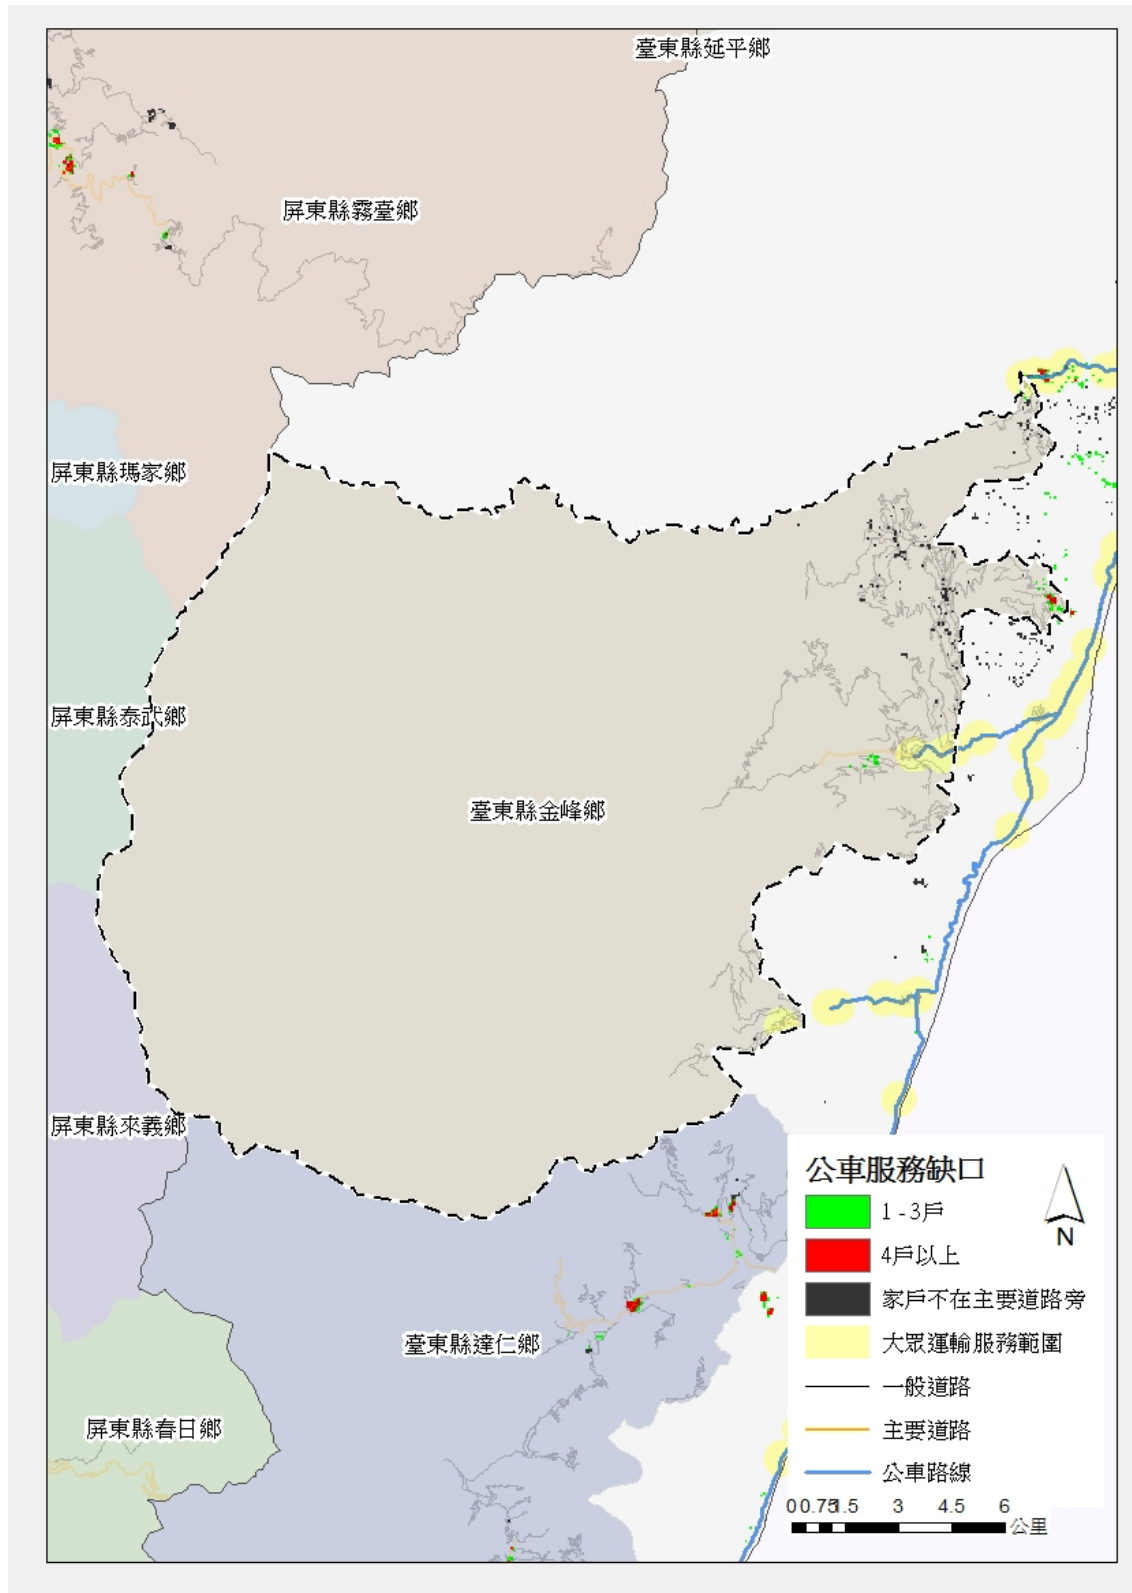 臺東縣延平鄉
屏東縣霧臺鄉
屏東縣瑪家鄉
屏東縣泰武鄉
臺東縣金峰鄉
屏東縣來義鄉
臺東縣達仁鄉
屏東縣春日鄉
公車服務缺口
1 - 3戶
4戶以上
家戶不在主要道路旁
大眾運輸服務範圍
一般道路
主要道路
公車路線
N
0 0.75 1.5 3 4.5 6
公里